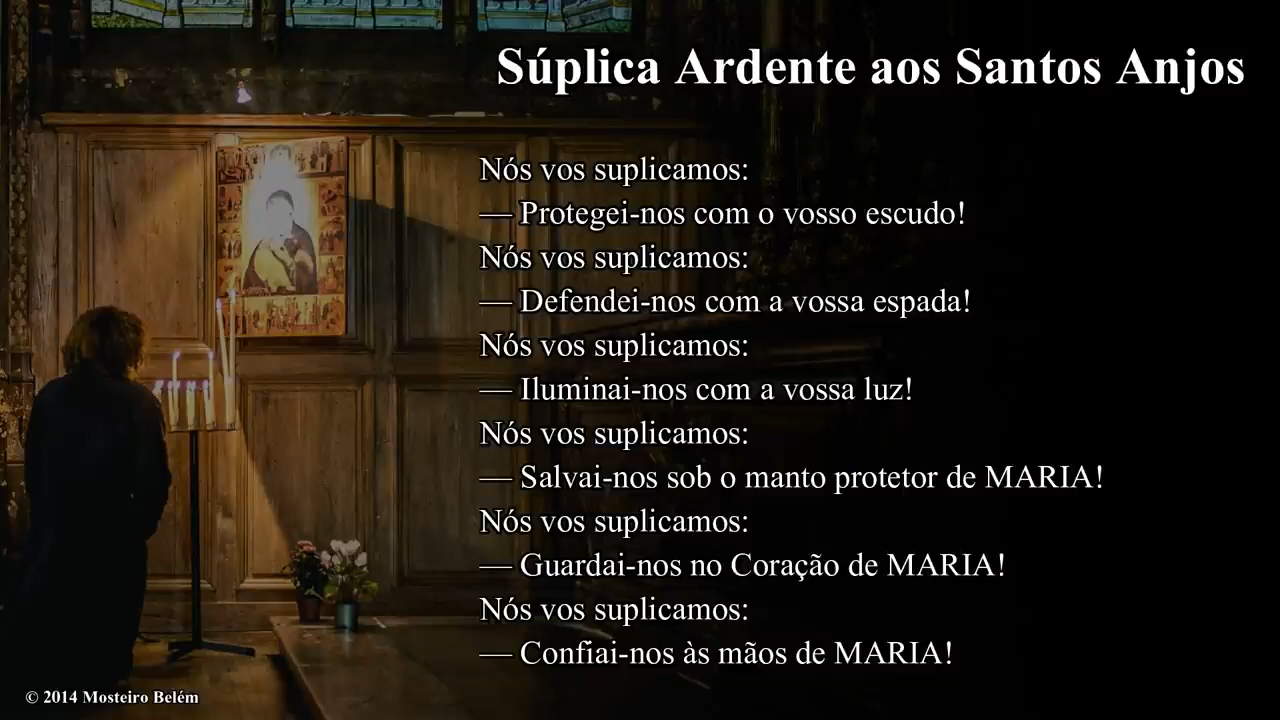 Súplica Ardente aos Santos Anjos
Nós vos suplicamos:
— Protegei-nos com o vosso escudo!
Nós vos suplicamos:
— Defendei-nos com a vossa espada!
Nós vos suplicamos:
— Iluminai-nos com a vossa luz!
Nós vos suplicamos:
— Salvai-nos sob o manto protetor de MARIA!
Nós vos suplicamos:
— Guardai-nos no Coração de MARIA!
Nós vos suplicamos:
— Confiai-nos às mãos de MARIA!
© 2014 Mosteiro Belém